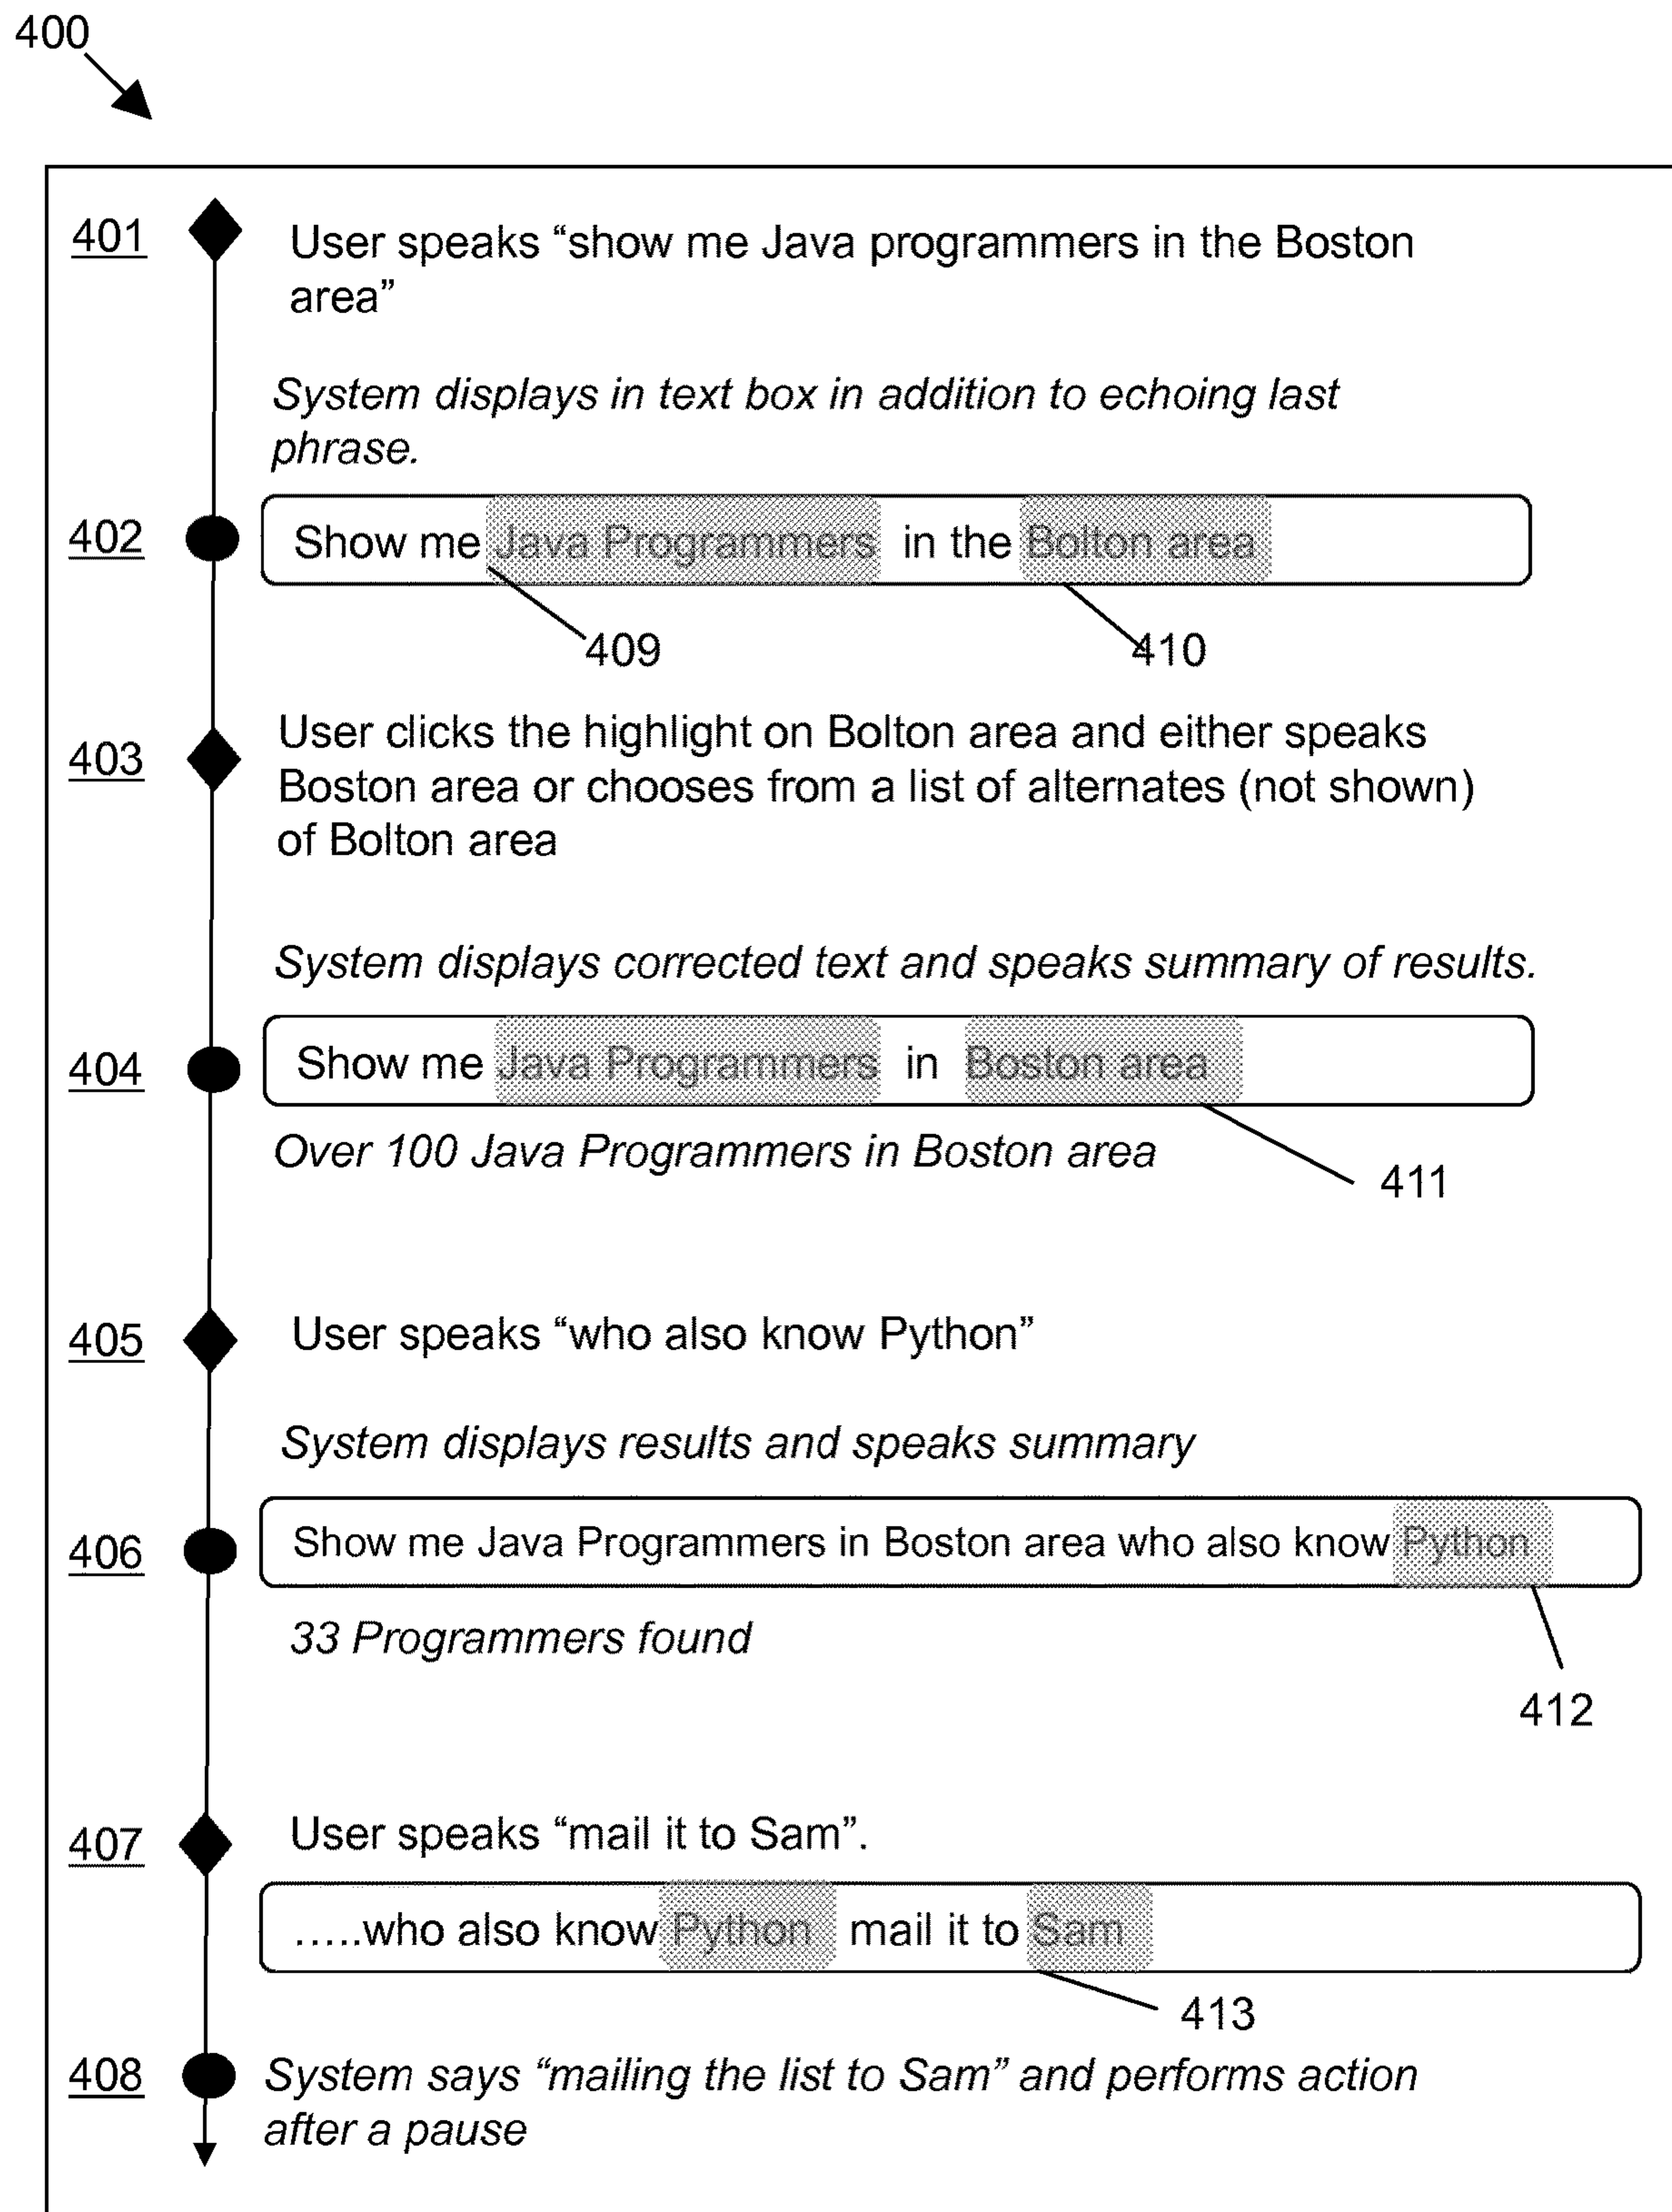 400
401 User speaks “show me Java programmers in the Boston
area”
System displays in text box in addition to echoing last
phrase.
402 Show me Java Programmers in the Bolton area
409 410
User clicks the highlight on Bolton area and either speaks
403 Boston area or chooses from a list of alternates (not shown)
of Bolton area
System displays corrected text and speaks summary of results.
404 Show me Java Programmers in Boston area
Over 100 Java Programmers in Boston area
411
405 User speaks “who also know Python”
System displays results and speaks summary
406 Show me Java Programmers in Boston area who also know Python
33 Programmers found
412
407 User speaks “mail it to Sam”.
.....who also know Python mail it to Sam
413
408 System says “mailing the list to Sam” and performs action
after a pause